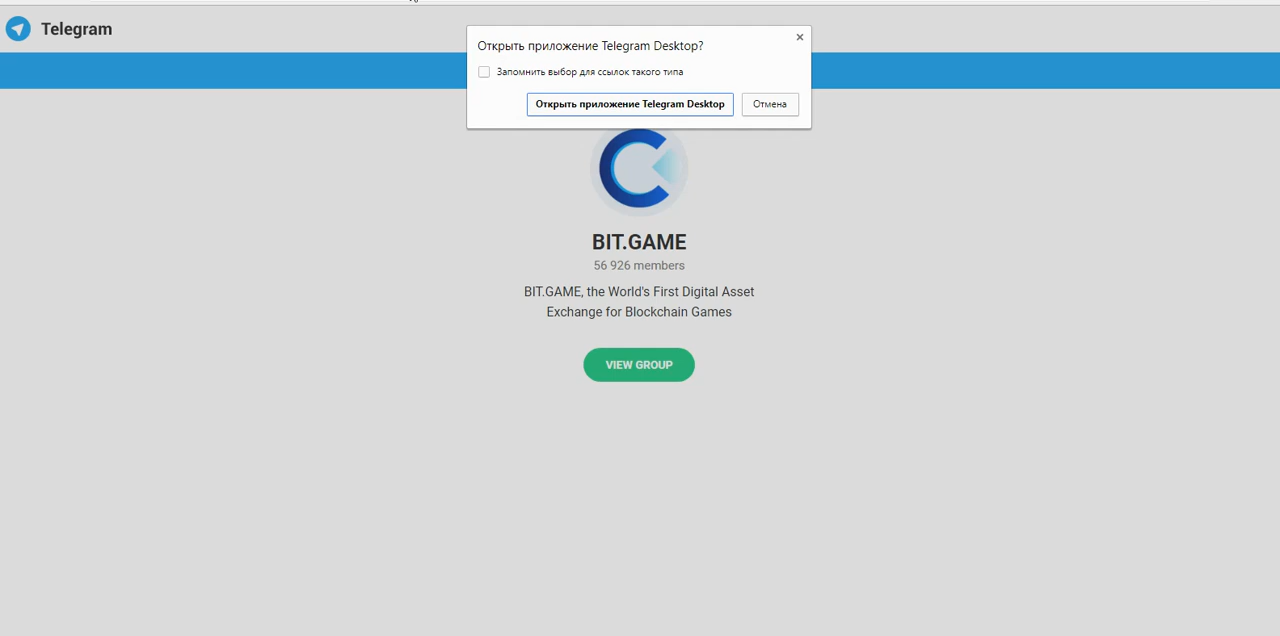 Telegram
Открыть приложение Telegram Desktop?
Запомнить выбор для ссылок такого типа
Открыть приложение Telegram Desktop
Отмена
BIT.GAME
56 926 members
BIT.GAME, the World's First Digital Asset
Exchange for Blockchain Games
VIEW GROUP